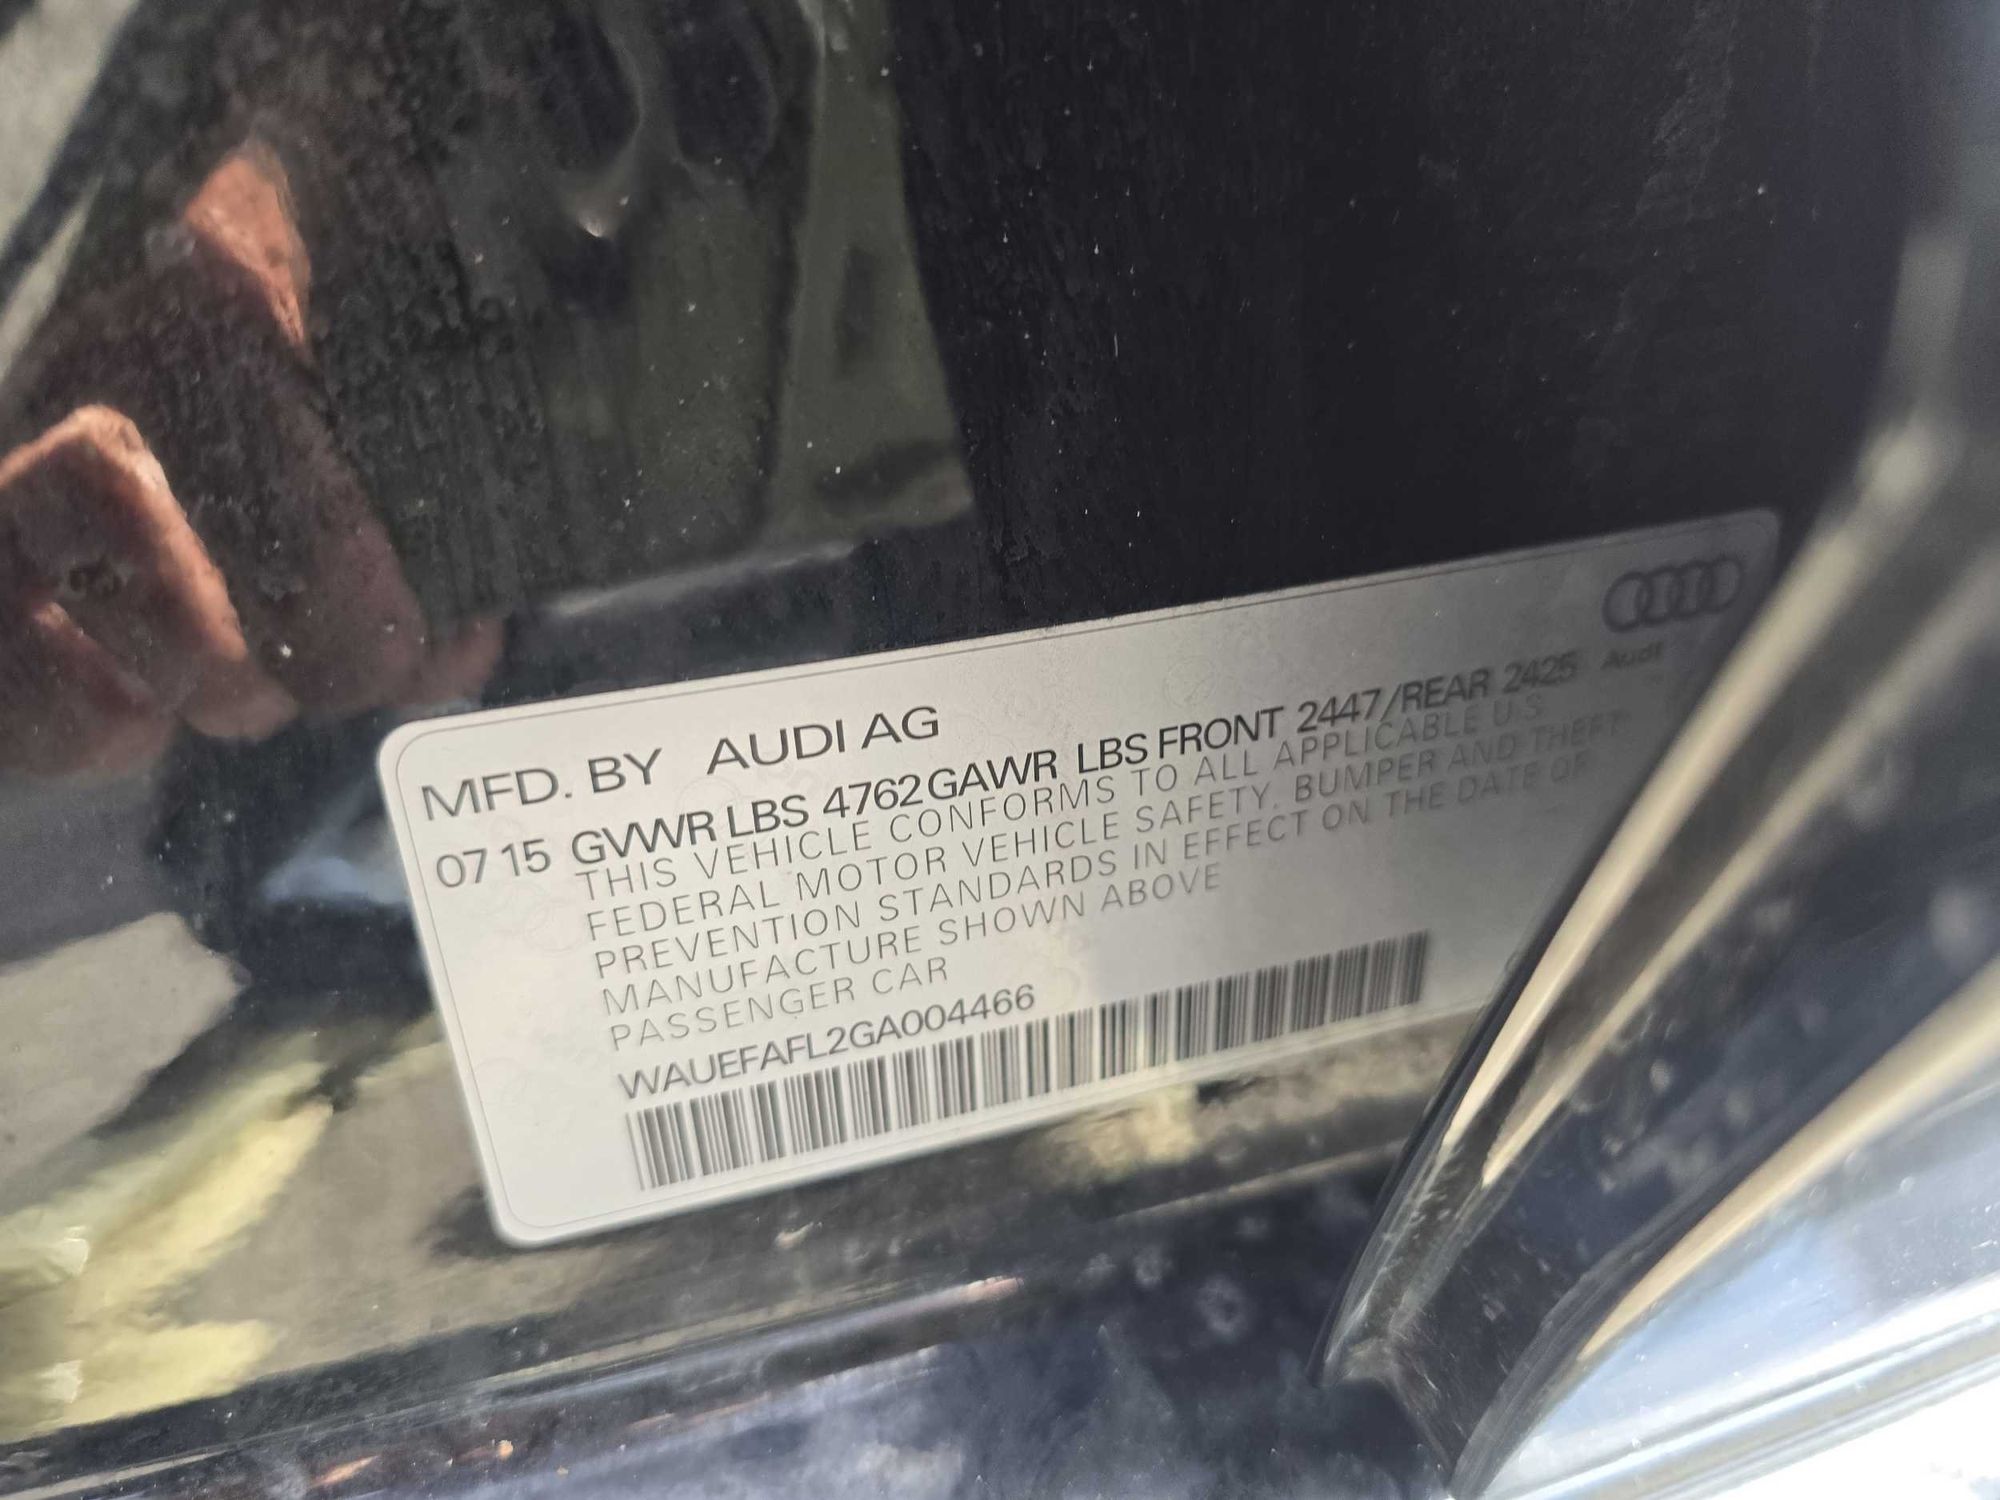 MFD. BY AUDI AG
07 15 GVWR LBS 4762 GAWR LBS FRONT 2447/REAR 2425 Audi
THIS VEHICLE CONFORMS TO ALL APPLICABLE U.S.
FEDERAL MOTOR VEHICLE SAFETY, BUMPER AND THEFT
PREVENTION STANDARDS IN EFFECT ON THE DATE OF
MANUFACTURE SHOWN ABOVE
PASSENGER CAR
WAUEFAFL2GA004466